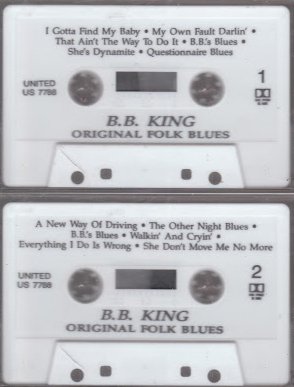 I Gotta Find My Baby • My Own Fault Darlin' •
That Ain't The Way To Do It • B.B.'s Blues •
She's Dynamite • Questionnaire Blues
UNITED
US 7788
1
B.B. KING
ORIGINAL FOLK BLUES
A New Way Of Driving • The Other Night Blues •
B.B.'s Blues • Walkin' And Cryin' •
Everything I Do Is Wrong • She Don't Move Me No More
UNITED
US 7788
2
B.B. KING
ORIGINAL FOLK BLUES